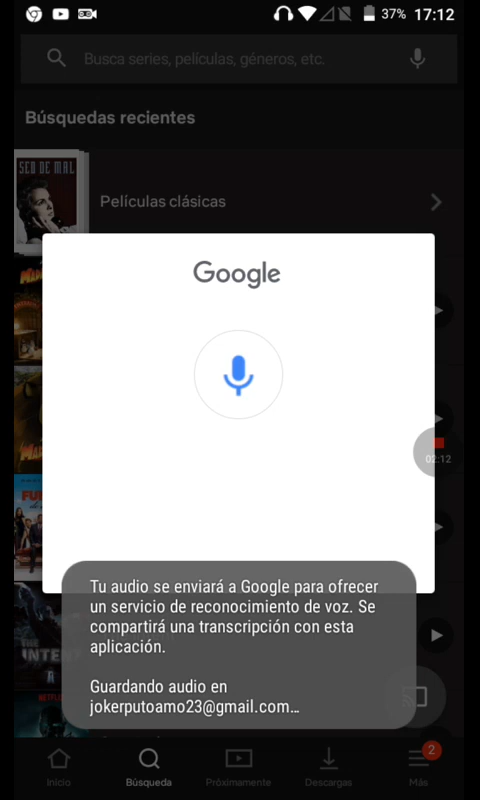 37% 17:12
Busca series, películas, géneros, etc.
Búsquedas recientes
SED DE MAL
Películas clásicas
Google
02:12
Tu audio se enviará a Google para ofrecer
un servicio de reconocimiento de voz. Se
compartirá una transcripción con esta
aplicación.
Guardando audio en
jokerputoamo23@gmail.com...
NETFLIX
2
Inicio Búsqueda Próximamente Descargas Más